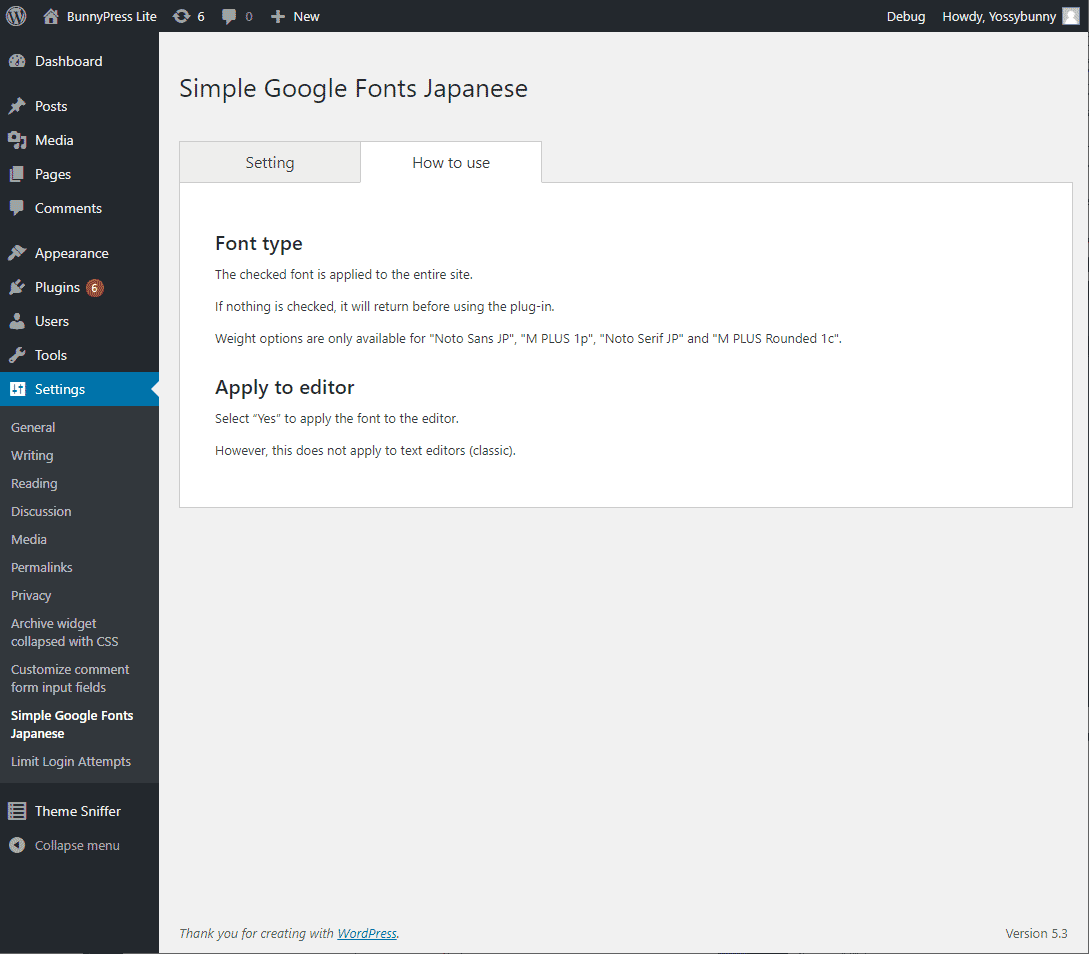 BunnyPress Lite 6 0 New Debug Howdy, Yossybunny
Dashboard
Posts
Media
Pages
Comments
Appearance
Plugins 6
Users
Tools
Settings
General
Writing
Reading
Discussion
Media
Permalinks
Privacy
Archive widget
collapsed with CSS
Customize comment
form input fields
Simple Google Fonts
Japanese
Limit Login Attempts
Theme Sniffer
Collapse menu
Simple Google Fonts Japanese
Setting How to use
Font type
The checked font is applied to the entire site.
If nothing is checked, it will return before using the plug-in.
Weight options are only available for "Noto Sans JP", "M PLUS 1p", "Noto Serif JP" and "M PLUS Rounded 1c".
Apply to editor
Select “Yes” to apply the font to the editor.
However, this does not apply to text editors (classic).
Thank you for creating with WordPress. Version 5.3